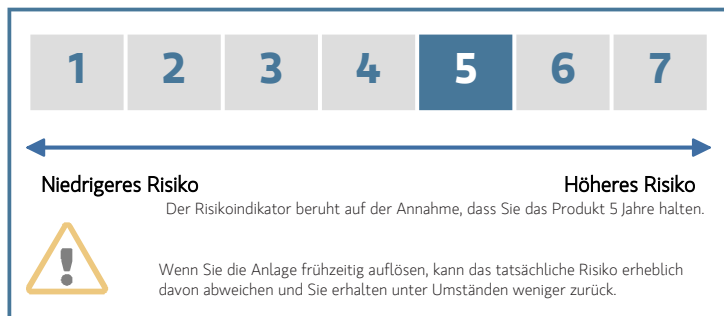 1 2 3 4 5 6 7
Niedrigeres Risiko Höheres Risiko
Der Risikoindikator beruht auf der Annahme, dass Sie das Produkt 5 Jahre halten.
Wenn Sie die Anlage frühzeitig auflösen, kann das tatsächliche Risiko erheblich
davon abweichen und Sie erhalten unter Umständen weniger zurück.